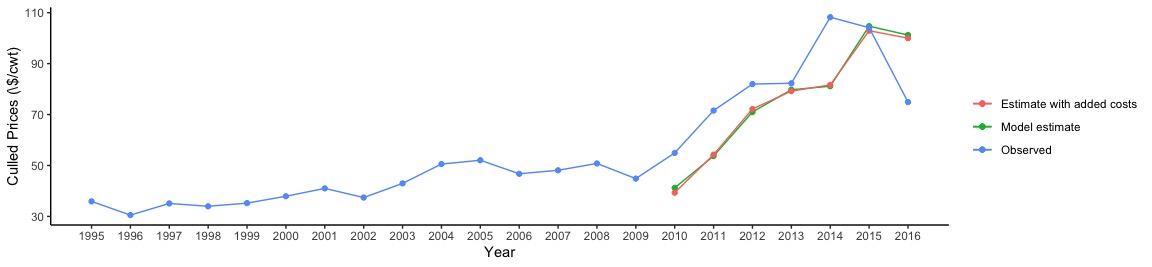 110
90
70
50
30
Culled Prices (\$/cwt)
1995 1996 1997 1998 1999 2000 2001 2002 2003 2004 2005 2006 2007 2008 2009 2010 2011 2012 2013 2014 2015 2016
Year
Estimate with added costs
Model estimate
Observed